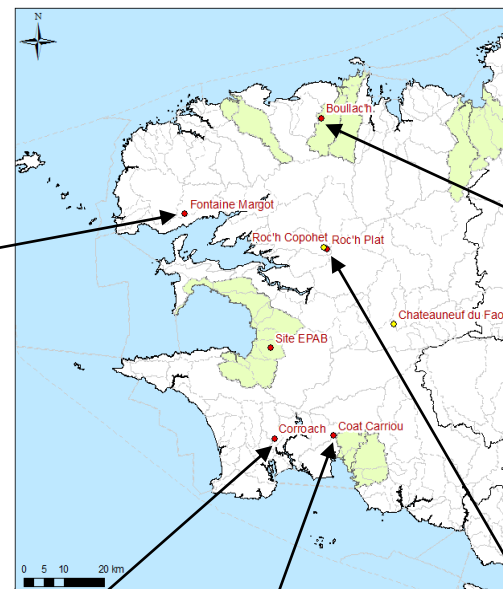 N
Boullac'h
Fontaine Margot
Roc'h Copohet
Roc'h Plat
Chateauneuf du Fao
Site EPAB
Corroach
Coat Carriou
0 5 10 20 km